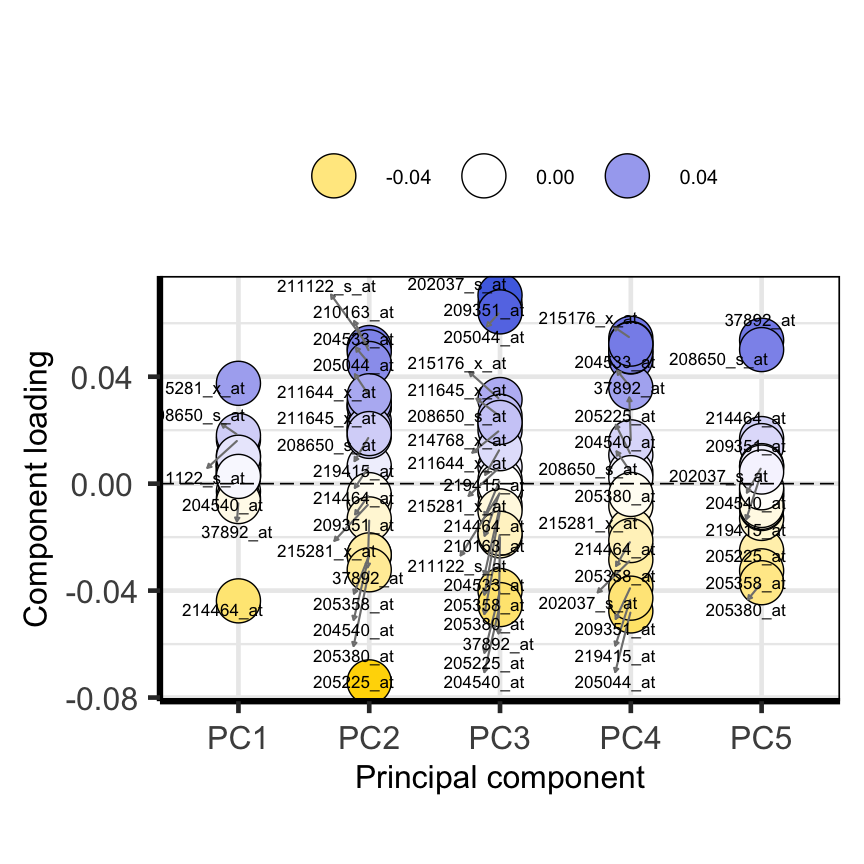 -0.04 0.00 0.04
Component loading
0.04
0.00
-0.04
-0.08
5281_x_at
8650_s_at
1122_s_at
204540_at
37892_at
214464_at
211122_s_at
210163_at
204533_at
205044_at
211644_x_at
211645_x_at
208650_s_at
219415_at
214464_at
209351_at
215281_x_at
37892_at
205358_at
204540_at
205380_at
205225_at
202037_s_at
209351_at
205044_at
215176_x_at
211645_x_at
208650_s_at
214768_x_at
211644_x_at
219415_at
215281_x_at
214464_at
210163_at
211122_s_at
204533_at
205358_at
205380_at
37892_at
205225_at
204540_at
215176_x_at
204533_at
37892_at
205225_at
204540_at
208650_s_at
205380_at
215281_x_at
214464_at
205358_at
202037_s_at
209351_at
219415_at
205044_at
37892_at
208650_s_at
214464_at
209351_at
202037_s_at
204540_at
219415_at
205225_at
205358_at
205380_at
PC1 PC2 PC3 PC4 PC5
Principal component